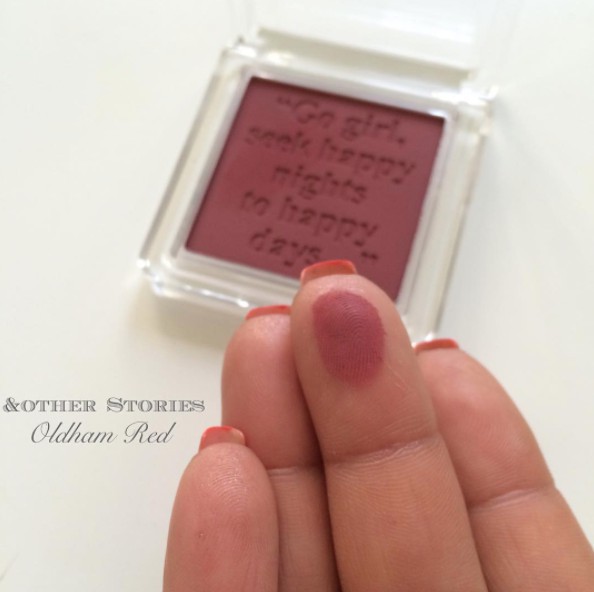 "Go girl,
seek happy
nights
to happy
days..."
&OTHER STORIES
Oldham Red